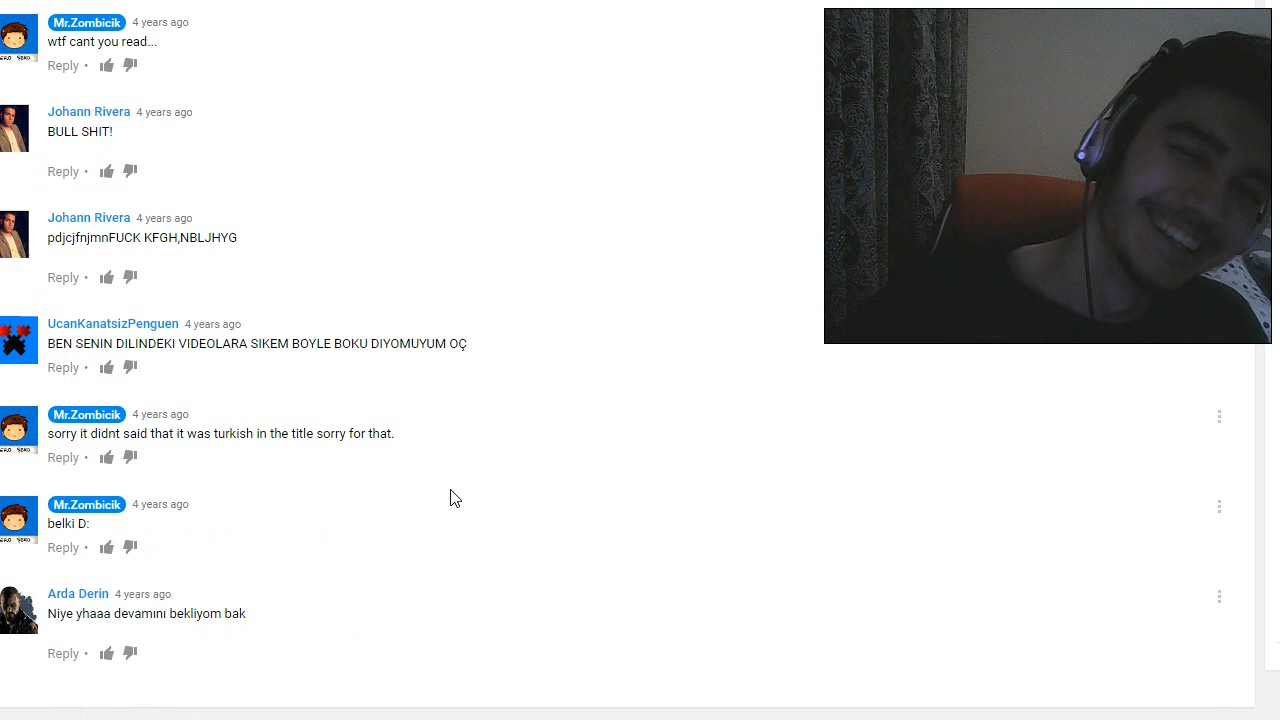 Mr.Zombicik 4 years ago
wtf cant you read...
Reply •
Johann Rivera 4 years ago
BULL SHIT!
Reply •
Johann Rivera 4 years ago
pdjcjfnjmnFUCK KFGH,NBLJHYG
Reply •
UcanKanatsizPenguen 4 years ago
BEN SENIN DILINDEKI VIDEOLARA SIKEM BOYLE BOKU DIYOMUYUM OÇ
Reply •
Mr.Zombicik 4 years ago
sorry it didnt said that it was turkish in the title sorry for that.
Reply •
Mr.Zombicik 4 years ago
belki D:
Reply •
Arda Derin 4 years ago
Niye yhaaa devamını bekliyom bak
Reply •